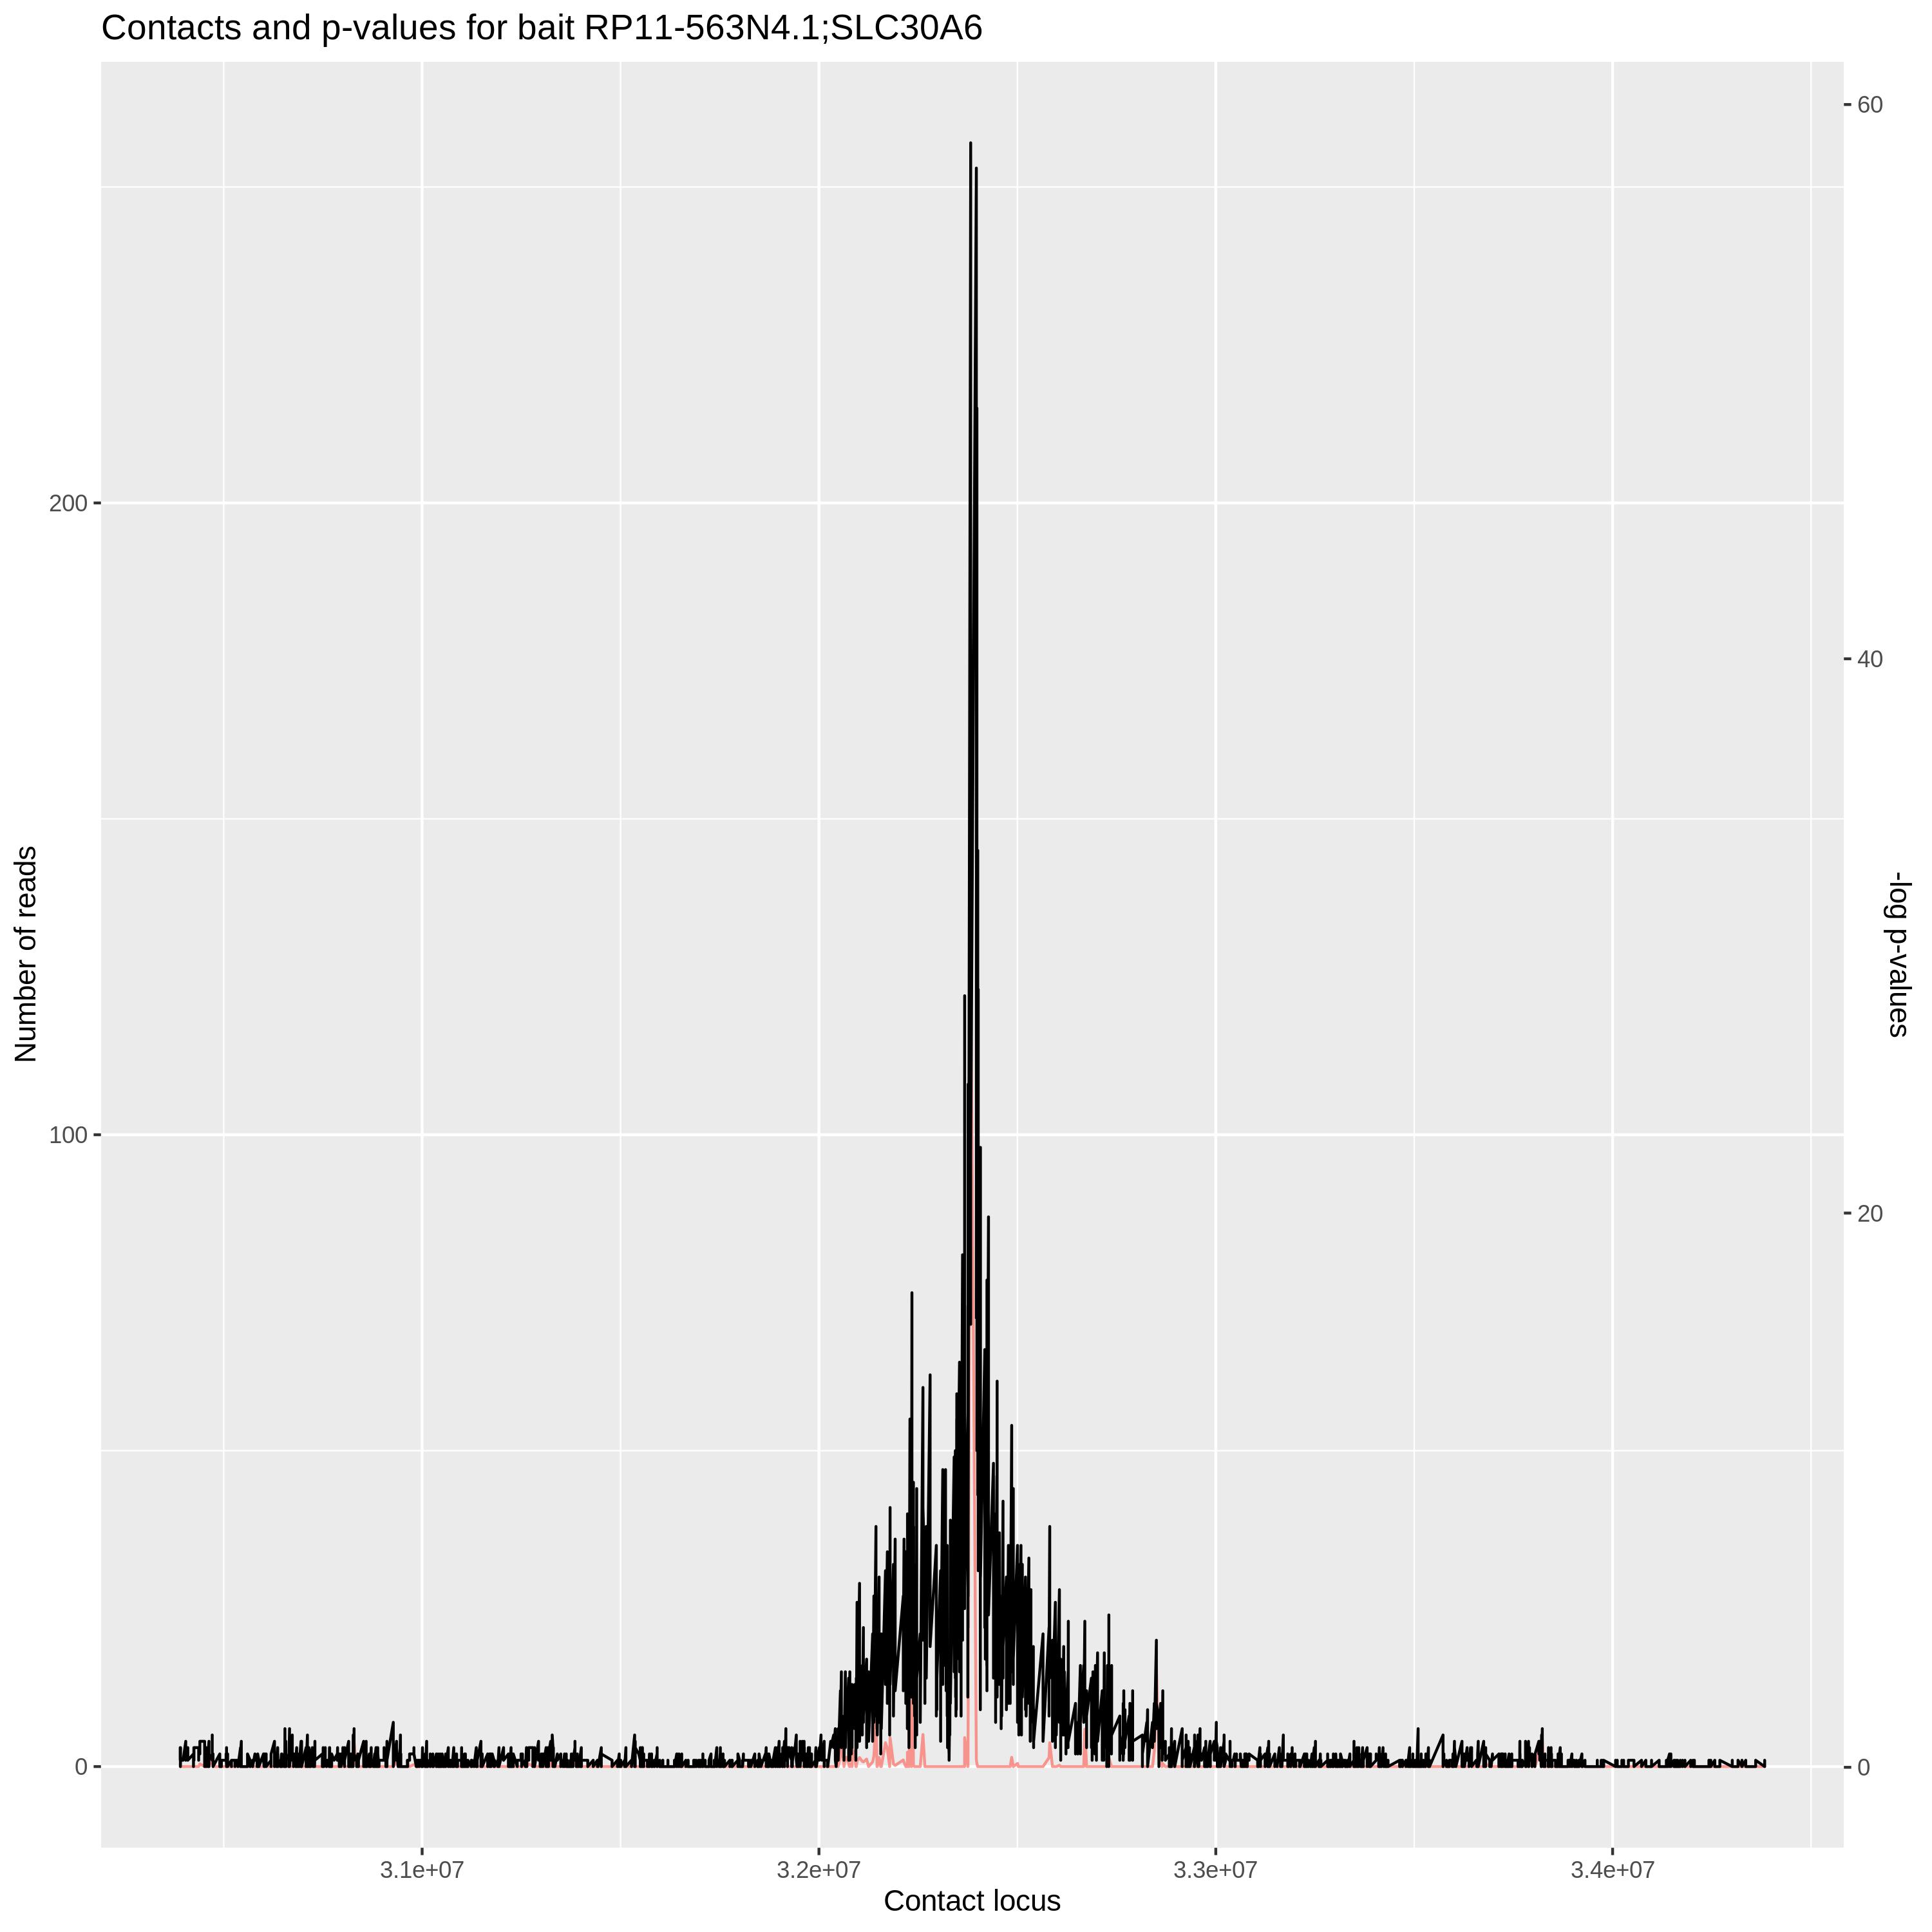 Contacts and p-values for bait RP11-563N4.1;SLC30A6
Number of reads
200
100
0
60
40
20
0
-log p-values
3.1e+07
3.2e+07
3.3e+07
3.4e+07
Contact locus